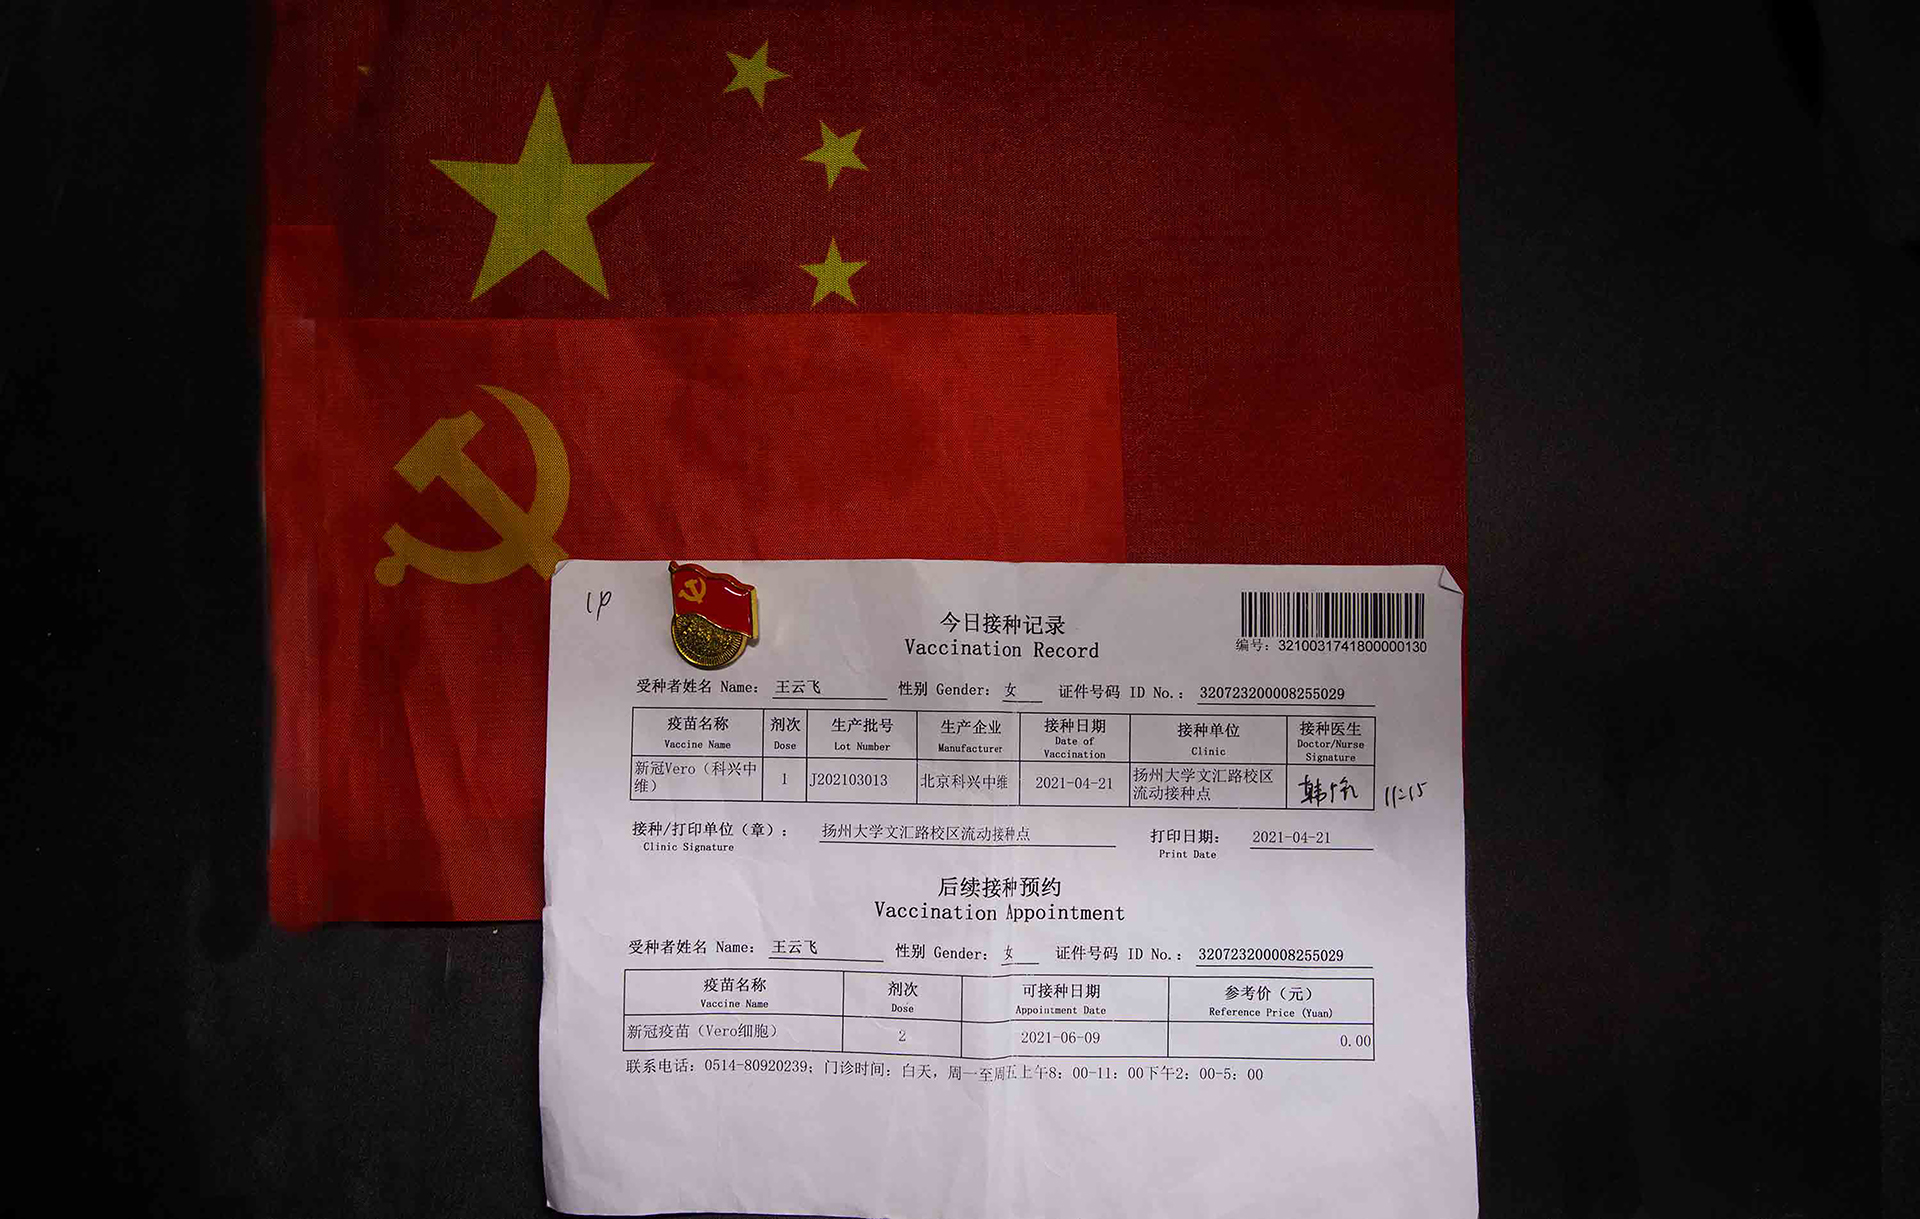 今日接种记录
Vaccination Record
编号：3210031741800000130
受种者姓名 Name: 王云飞 性别 Gender: 女 证件号码 ID No.: 320723200008255029
疫苗名称 剂次 生产批号 生产企业 接种日期 接种单位 接种医生
Vaccine Name Dose Lot Number Manufacturer Date of Vaccination Clinic Doctor/Nurse Signature
新冠Vero（科兴中维） 1 J202103013 北京科兴中维 2021-04-21 扬州大学文汇路校区流动接种点 11:15
接种/打印单位（章）： 扬州大学文汇路校区流动接种点 打印日期： 2021-04-21
Clinic Signature Print Date
后续接种预约
Vaccination Appointment
受种者姓名 Name: 王云飞 性别 Gender: 女 证件号码 ID No.: 320723200008255029
疫苗名称 剂次 可接种日期 参考价（元）
Vaccine Name Dose Appointment Date Reference Price (Yuan)
新冠疫苗（Vero细胞） 2 2021-06-09 0.00
联系电话：0514-80920239；门诊时间：白天，周一至周五上午8：00-11：00下午2：00-5：00